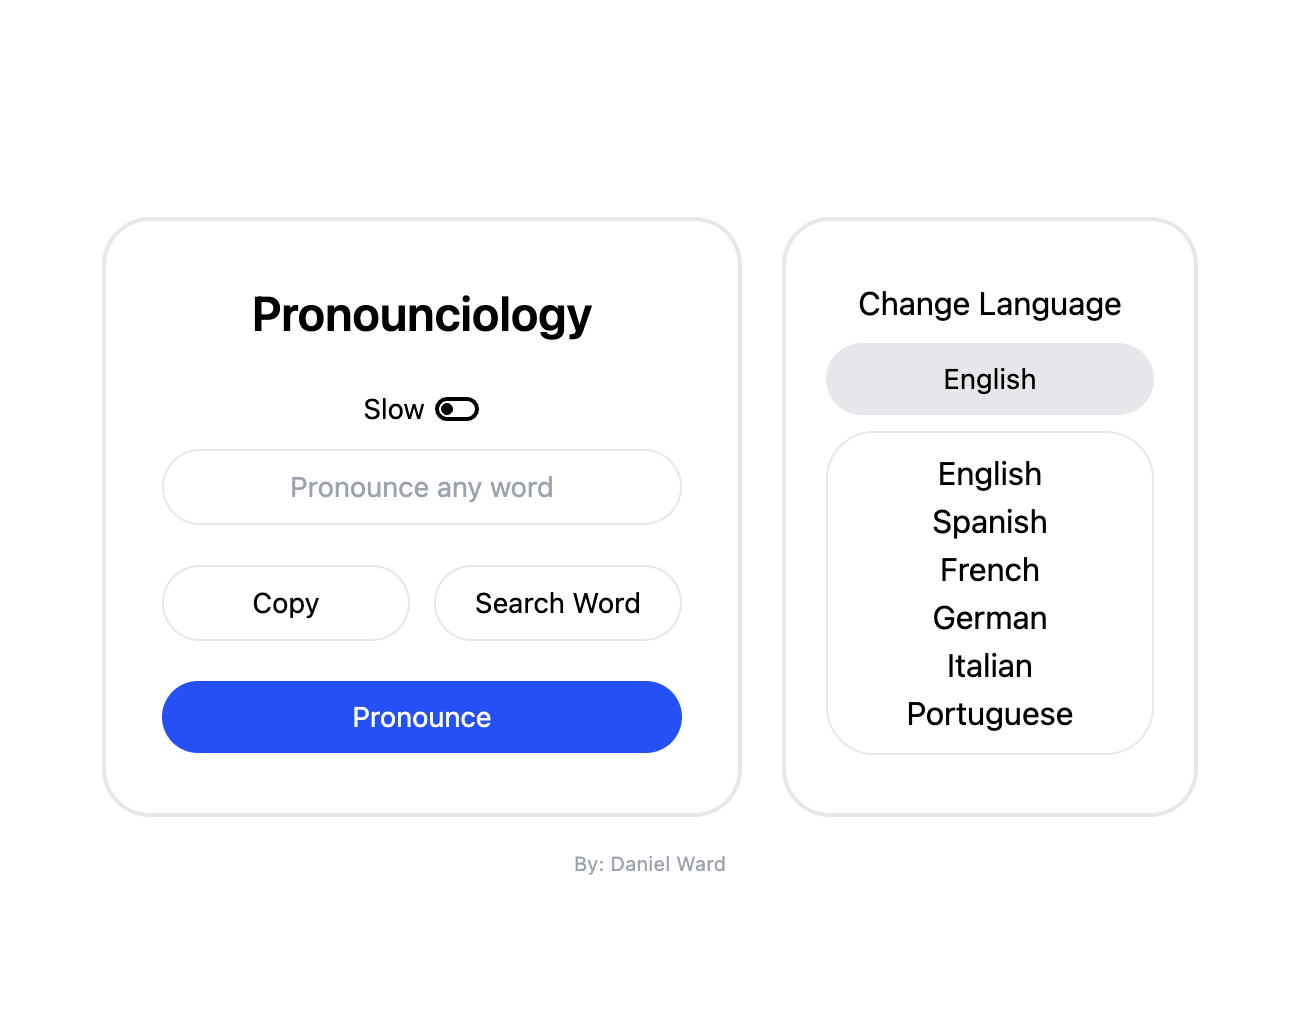 Pronounciology
Slow
Pronounce any word
Copy
Search Word
Pronounce
Change Language
English
English
Spanish
French
German
Italian
Portuguese
By: Daniel Ward